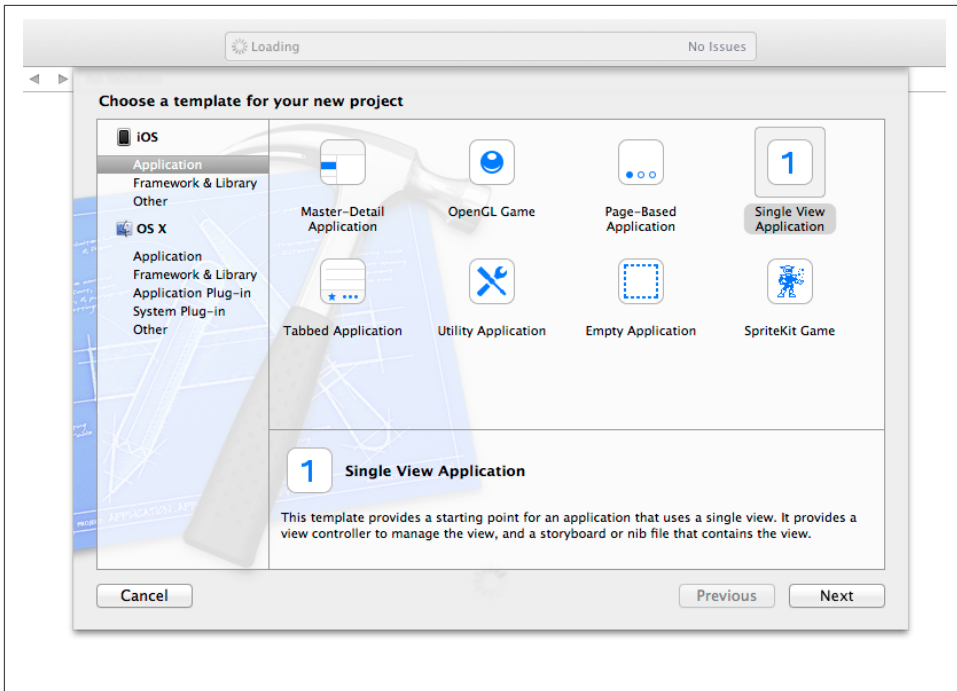 Loading
No Issues
Choose a template for your new project
iOS
Application
Framework & Library
Other
OS X
Application
Framework & Library
Application Plug-in
System Plug-in
Other
Master-Detail
Application
OpenGL Game
Page-Based
Application
1
Single View
Application
Tabbed Application
Utility Application
Empty Application
SpriteKit Game
1
Single View Application
This template provides a starting point for an application that uses a single view. It provides a
view controller to manage the view, and a storyboard or nib file that contains the view.
Cancel
Previous
Next